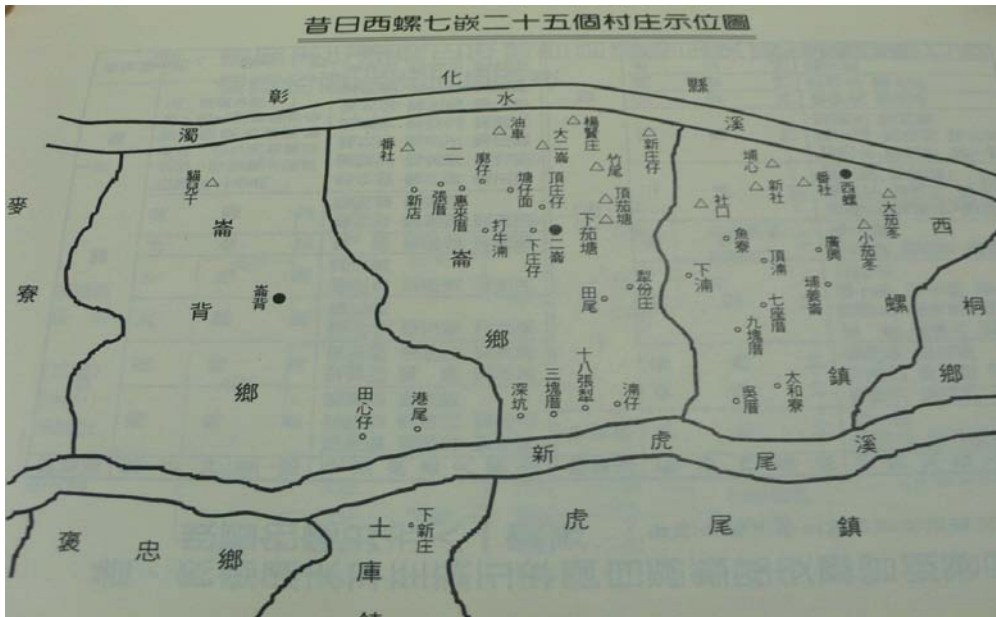 昔日西螺七嵌二十五個村庄示位圖
彰化縣
濁水溪
麥寮
崙背鄉
二崙鄉
西螺鎮
桐鄉
新虎尾溪
褒忠鄉
土庫鎮
虎尾鎮
貓兒干
崙背
田心仔
港尾
下新庄
番社
新店
張厝
惠來厝
廍仔
油車
塘仔面
打牛湳
大二崙
頂庄仔
下庄仔
二崙
楊賢庄
竹尾
頂茄塘
下茄塘
新庄仔
犁份庄
田尾
深坑
三塊厝
十八張犁
湳仔
社口
魚寮
下湳
埔心
新社
番社
西螺
大茄苳
小茄苳
廣興
頂湳
埔姜崙
七座厝
九塊厝
太和寮
吳厝